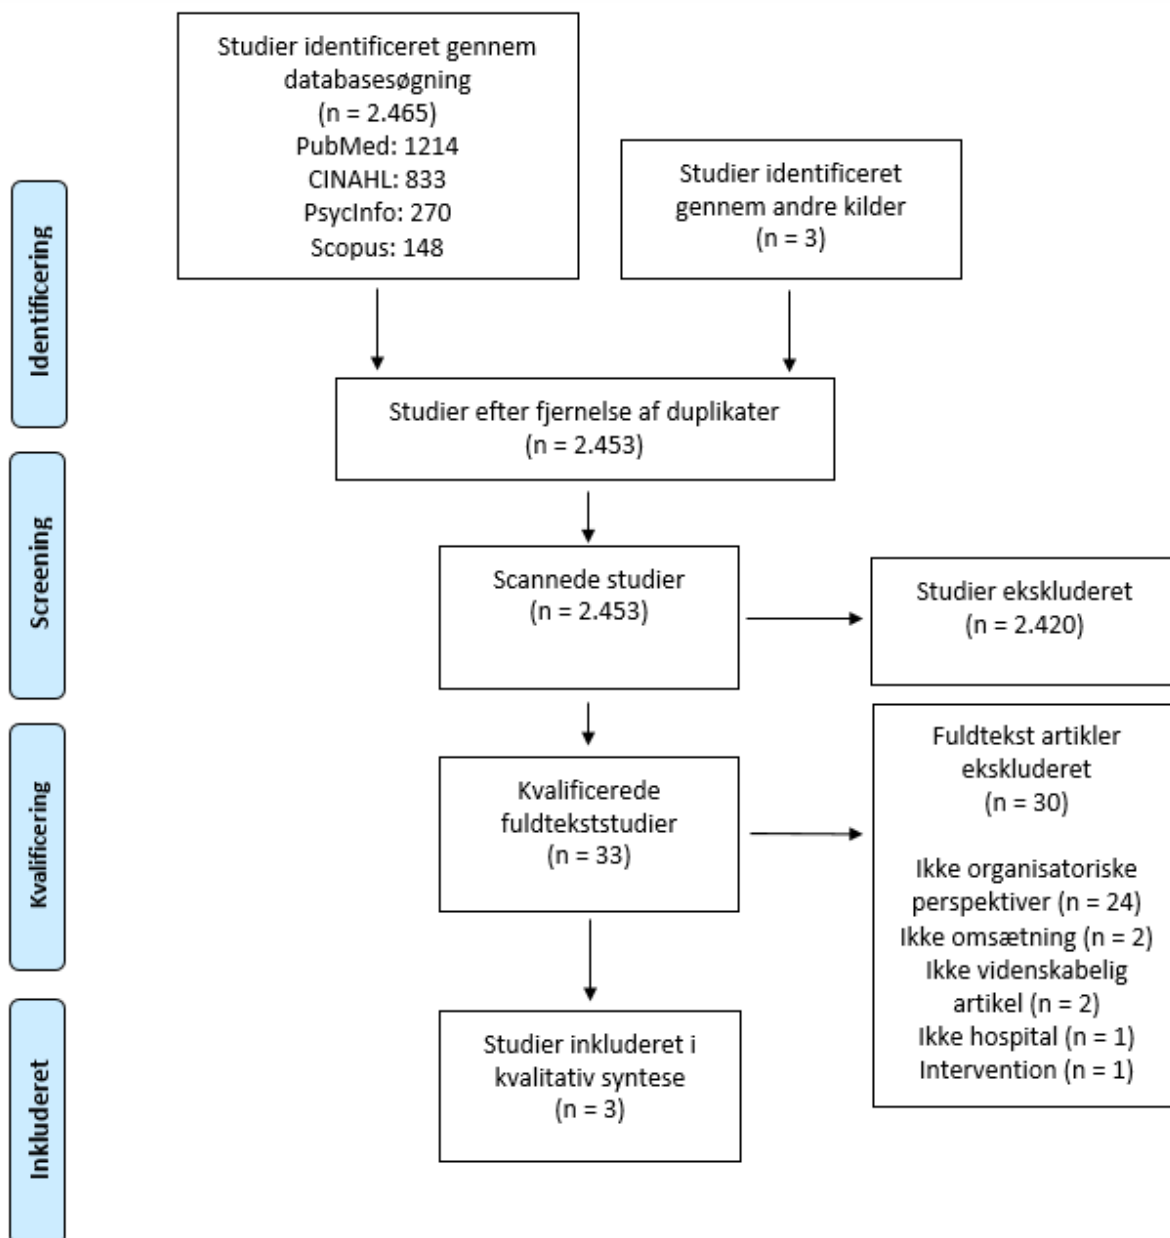 Studier identificeret gennem
databasesøgning
(n = 2.465)
PubMed: 1214
CINAHL: 833
PsycInfo: 270
Scopus: 148
Studier identificeret
gennem andre kilder
(n = 3)
Identificering
Studier efter fjernelse af duplikater
(n = 2.453)
Screening
Scannede studier
(n = 2.453)
Studier ekskluderet
(n = 2.420)
Kvalificering
Kvalificerede
fuldtekststudier
(n = 33)
Fuldtekst artikler
ekskluderet
(n = 30)
Ikke organisatoriske
perspektiver (n = 24)
Ikke omsætning (n = 2)
Ikke videnskabelig
artikel (n = 2)
Ikke hospital (n = 1)
Intervention (n = 1)
Inkluderet
Studier inkluderet i
kvalitativ syntese
(n = 3)